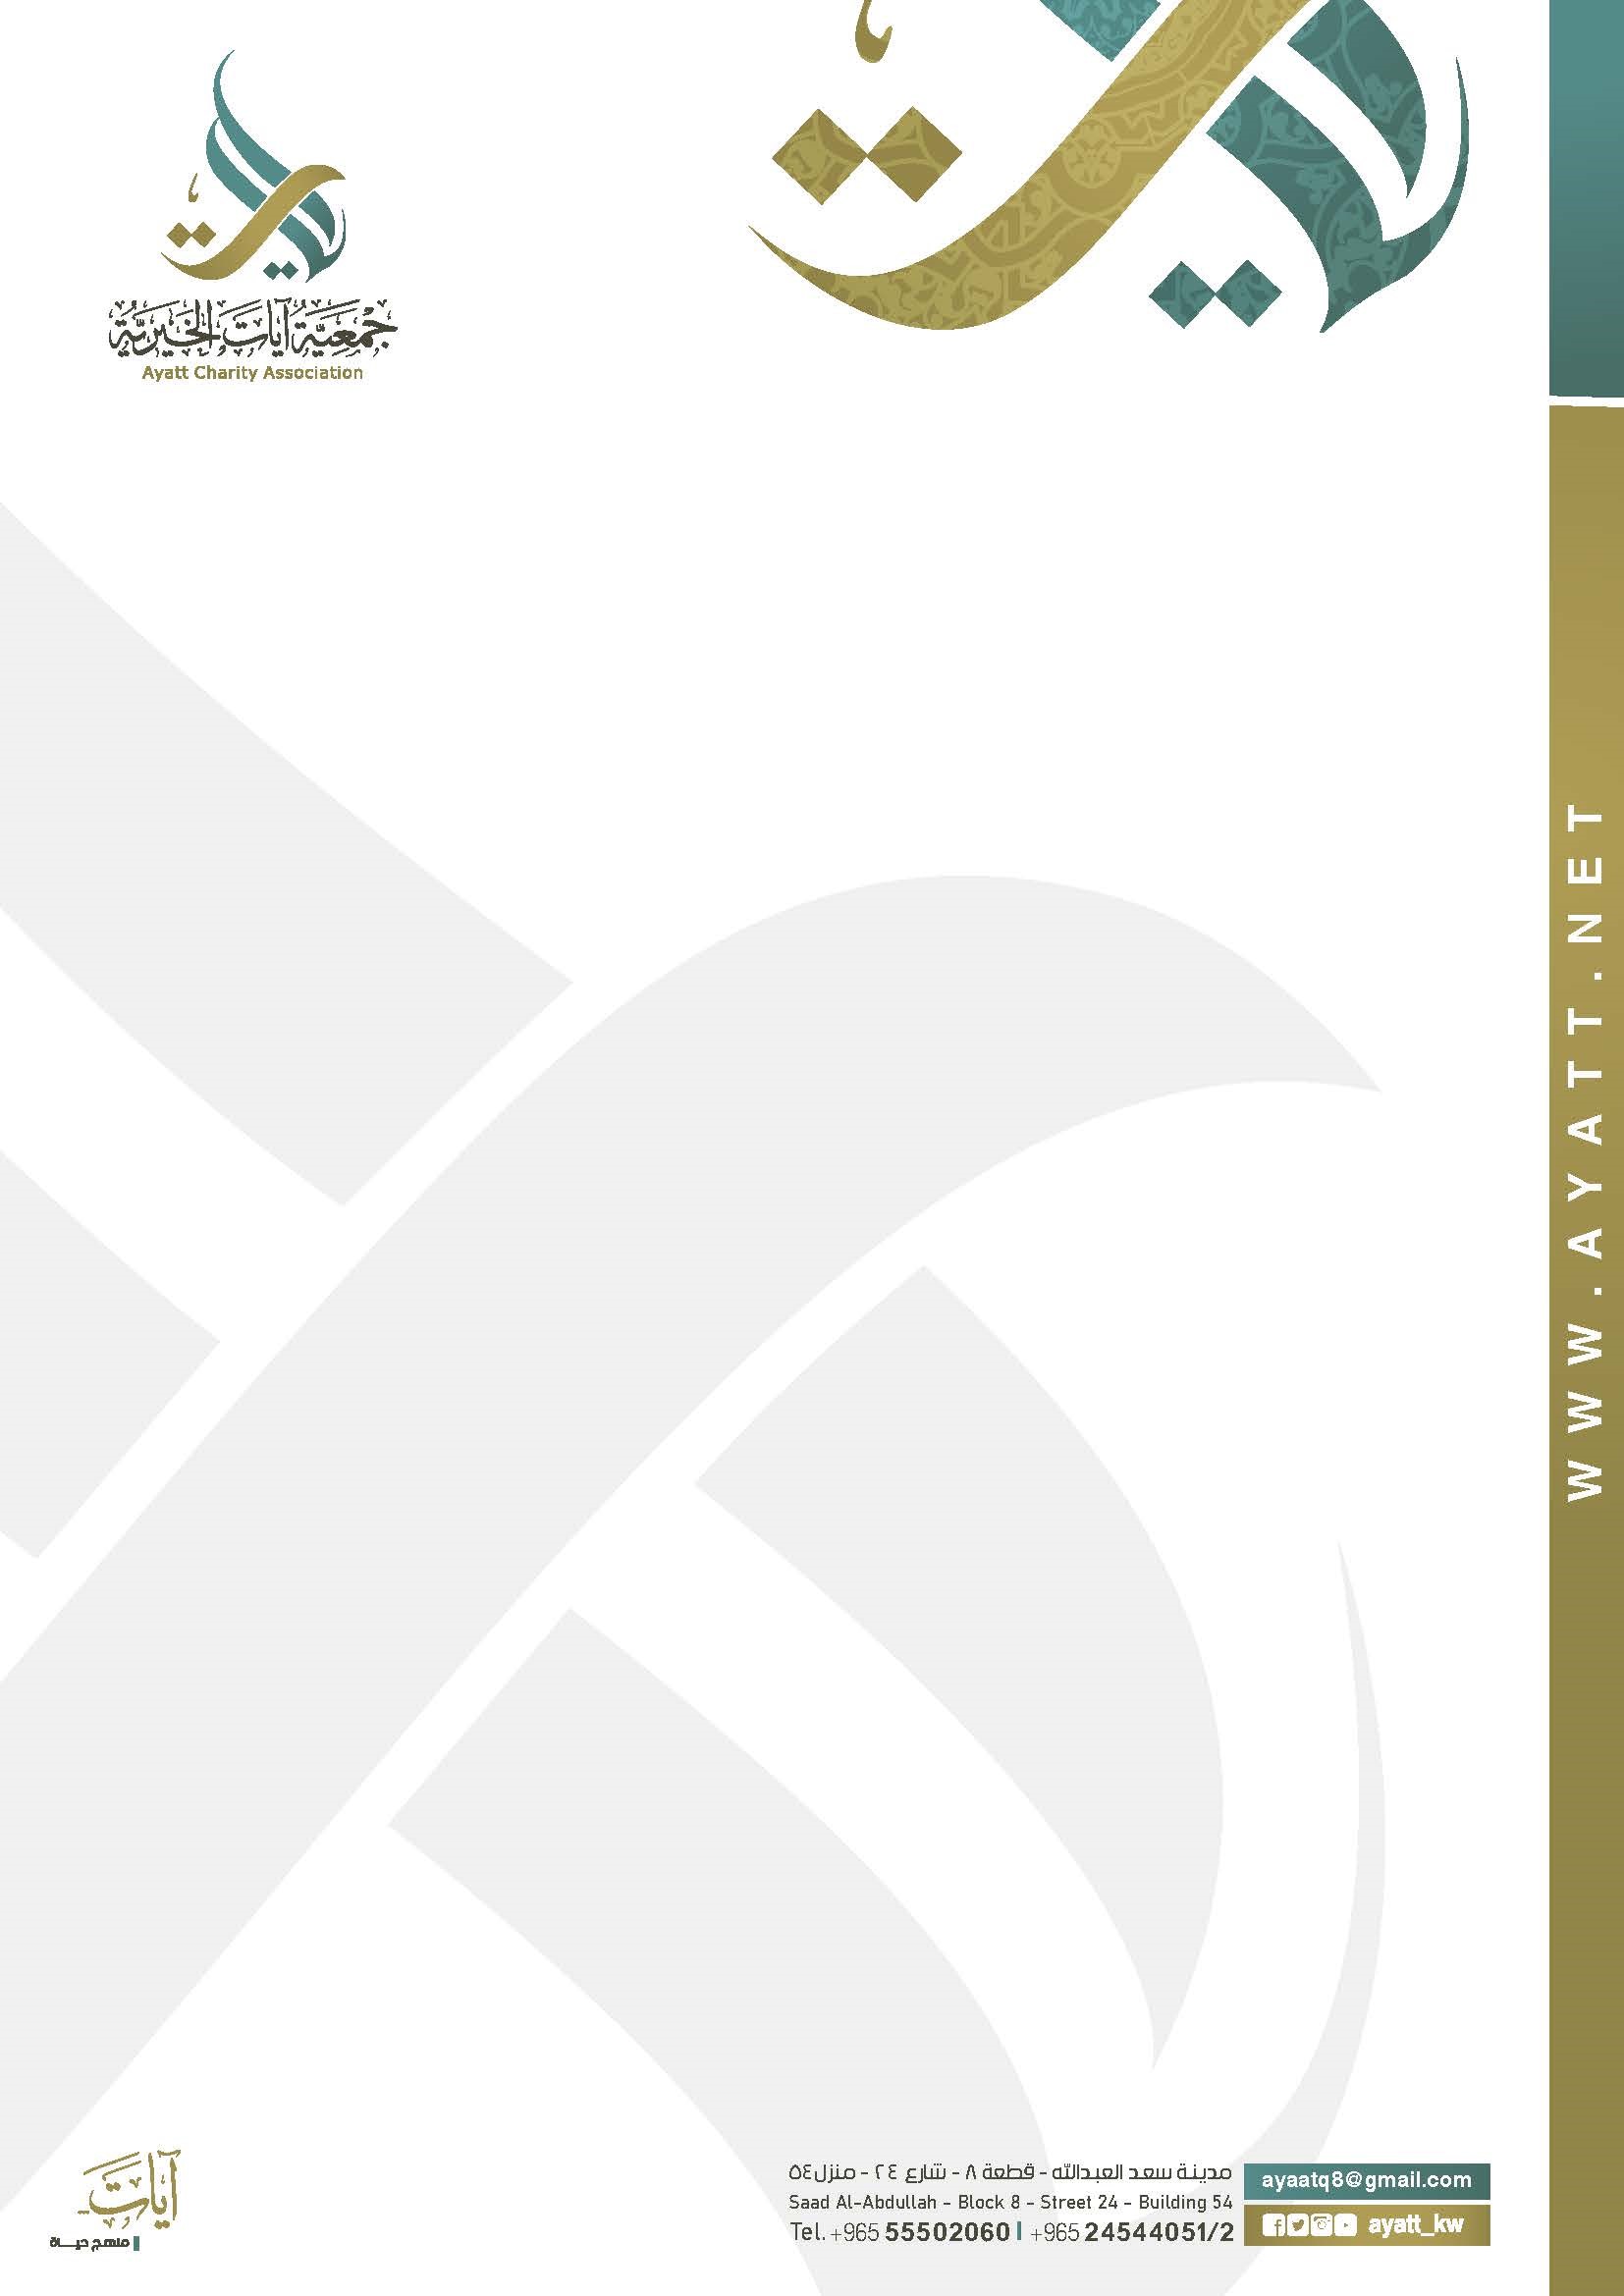 جمعية آيات الخيرية
Ayatt Charity Association
WWW.AYATT.NET
آيات
منهج حيـــاة
مدينة سعد العبدالله - قطعة ٨ - شارع ٢٤ - منزل٥٤
Saad Al-Abdullah - Block 8 - Street 24 - Building 54
Tel. +965 55502060 | +965 24544051/2
ayaatq8@gmail.com
ayatt_kw